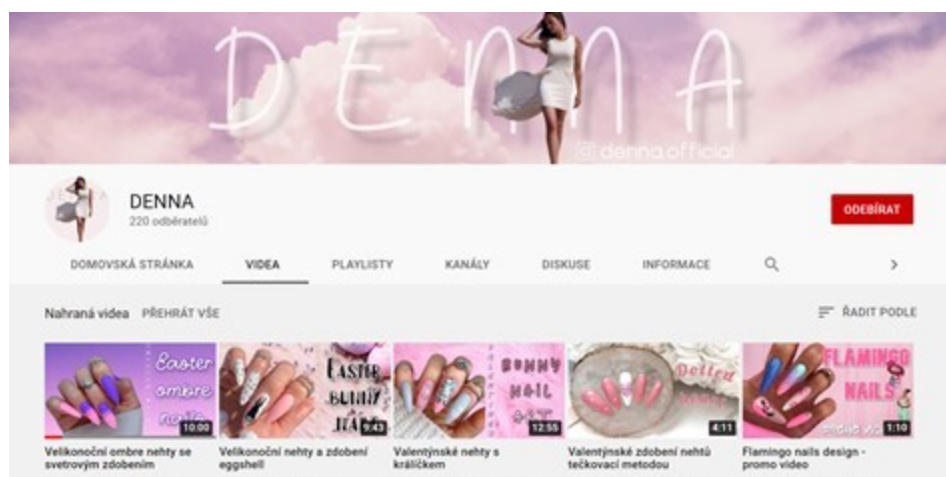 DENNA
denna.official
DENNA
220 odběratelů
ODEBÍRAT
DOMOVSKÁ STRÁNKA VIDEA PLAYLISTY KANÁLY DISKUSE INFORMACE
Nahraná videa PŘEHRÁT VŠE ŘADIT PODLE
Easter
ombre
nails
10:00
EASTER
BUNNY
NAILS
9:43
BUNNY
NAIL
ART
12:55
Dotted
4:11
FLAMINGO
NAILS
1:10
Velikonoční ombre nehty se
svetrovým zdobením
Velikonoční nehty a zdobení
eggshell
Valentýnské nehty s
králíčkem
Valentýnské zdobení nehtů
tečkovací metodou
Flamingo nails design -
promo video